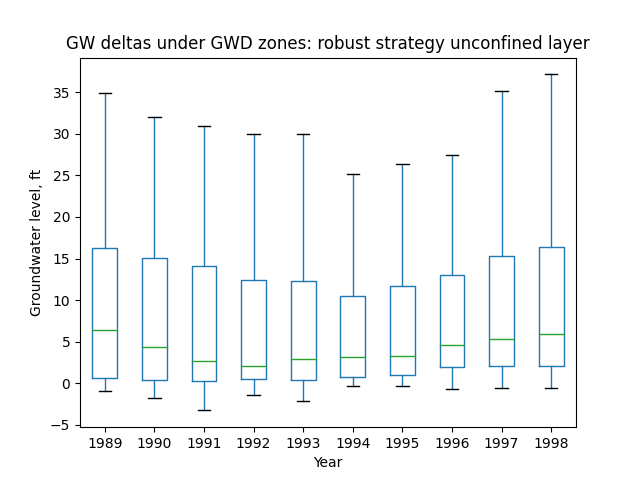 GW deltas under GWD zones: robust strategy unconfined layer
Groundwater level, ft
35
30
25
20
15
10
5
0
−5
1989 1990 1991 1992 1993 1994 1995 1996 1997 1998
Year